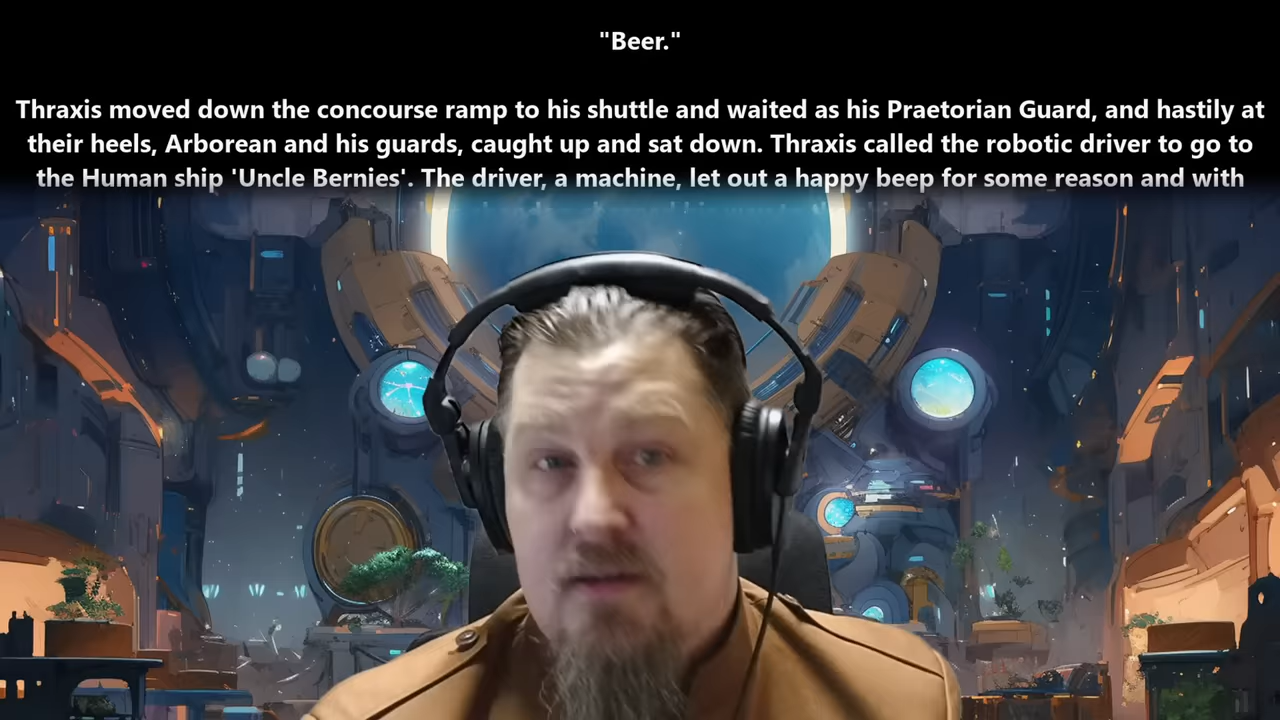 "Beer."
Thraxis moved down the concourse ramp to his shuttle and waited as his Praetorian Guard, and hastily at
their heels, Arborean and his guards, caught up and sat down. Thraxis called the robotic driver to go to
the Human ship 'Uncle Bernies'. The driver, a machine, let out a happy beep for some reason and with